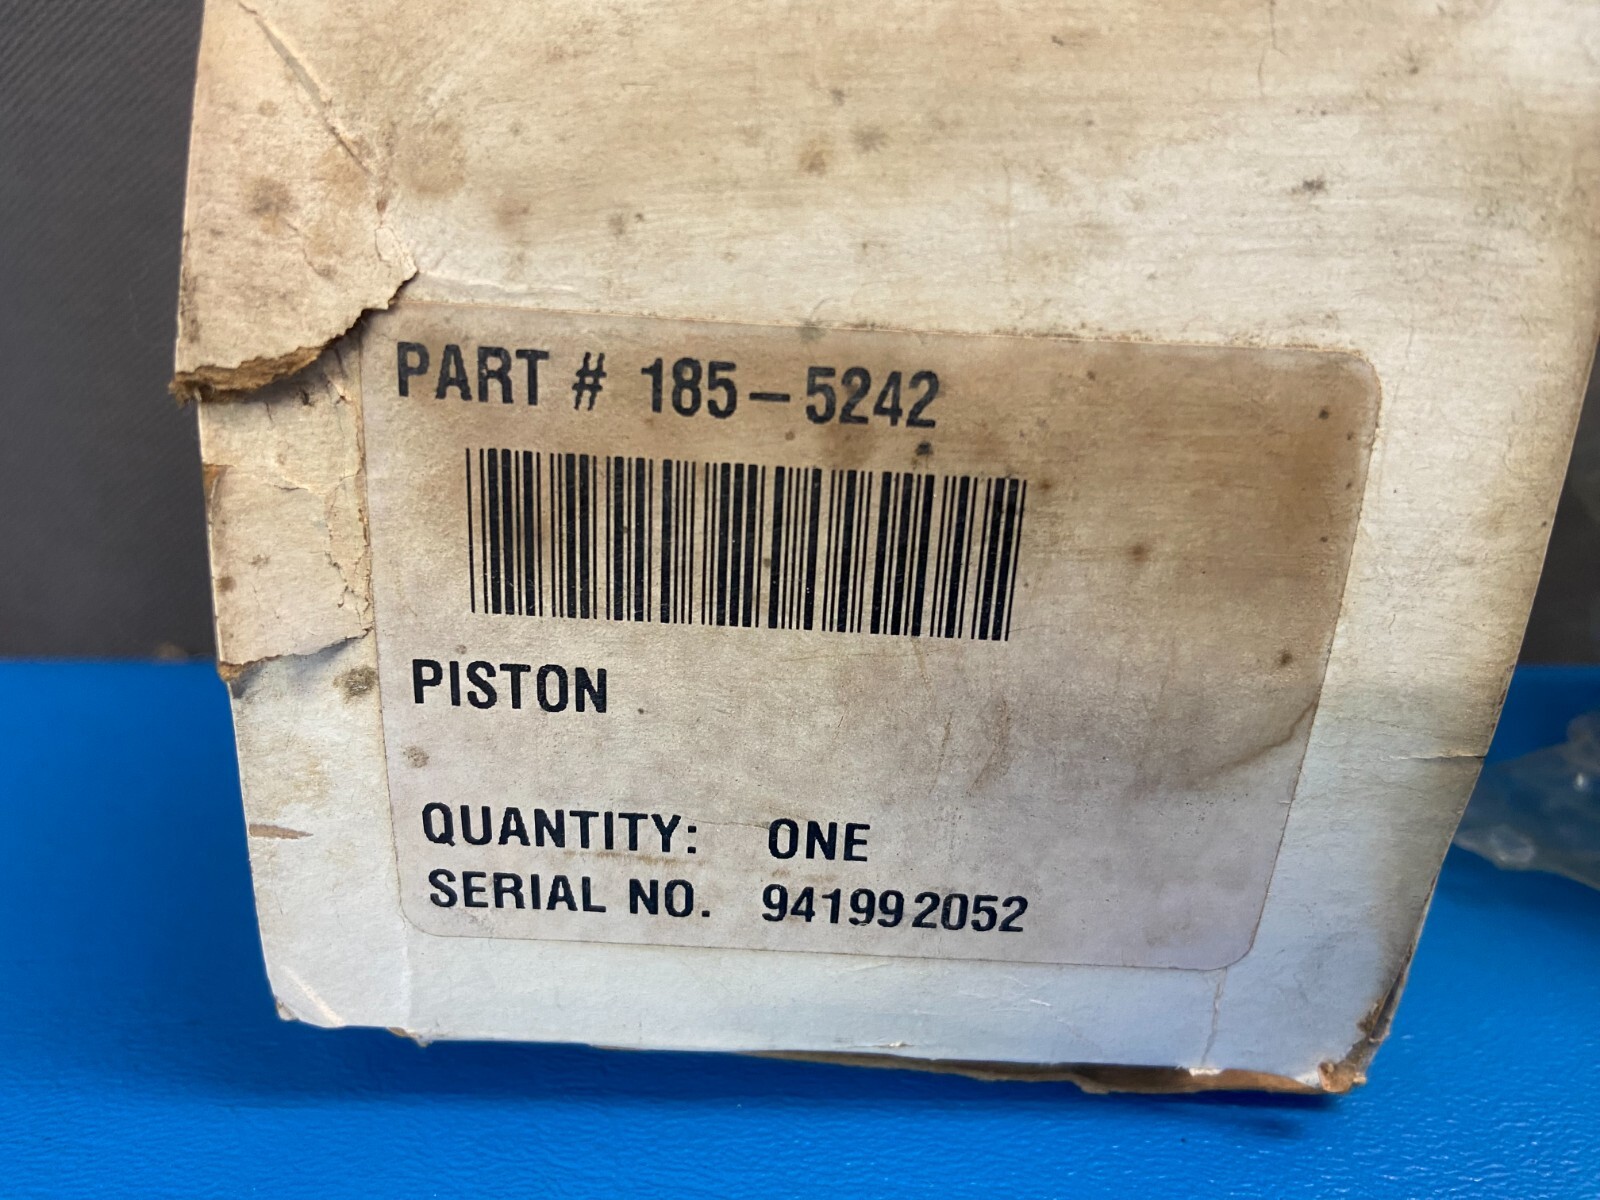 PART # 185-5242
PISTON
QUANTITY: ONE
SERIAL NO. 941992052